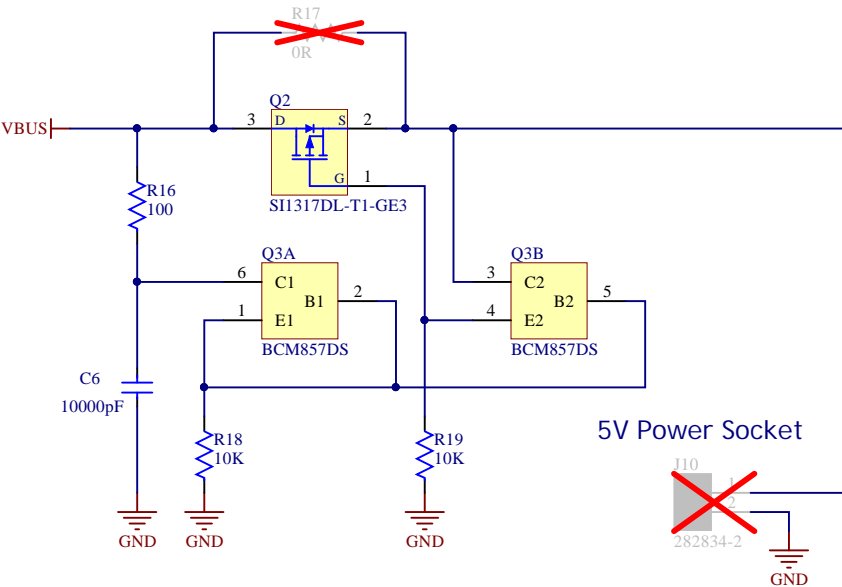 R17
0R
Q2
VBUS
3
D
S
2
G
1
SI1317DL-T1-GE3
R16
100
Q3A
6
C1
B1
2
1
E1
BCM857DS
Q3B
3
C2
B2
5
4
E2
BCM857DS
C6
10000pF
R18
10K
R19
10K
5V Power Socket
J10
1
2
282834-2
GND
GND
GND
GND